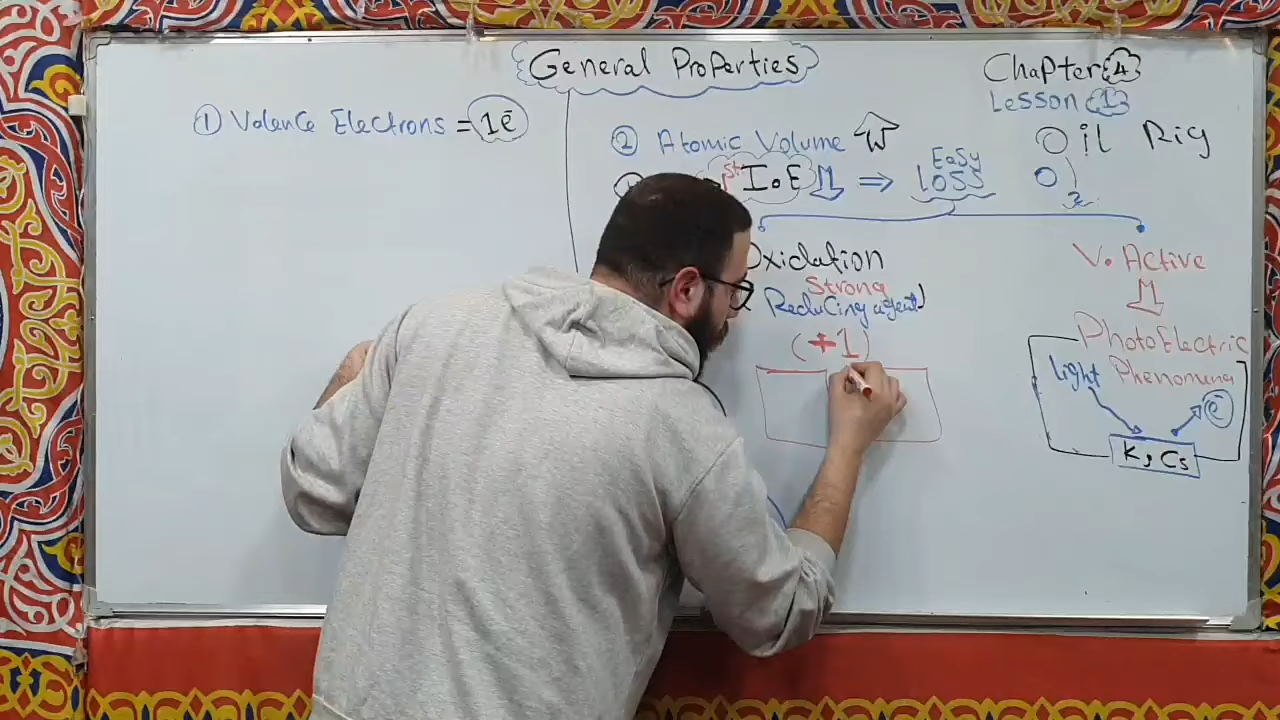 General Properties
Chapter 4
Lesson 1
① Valence Electrons = 1ē
② Atomic Volume
Oil Rig
1st I.E ⇒ Easy Loss
Oxidation
Strong
Reducing agent
(+1)
V. Active
PhotoElectric
Phenomena
light
ē
K, Cs